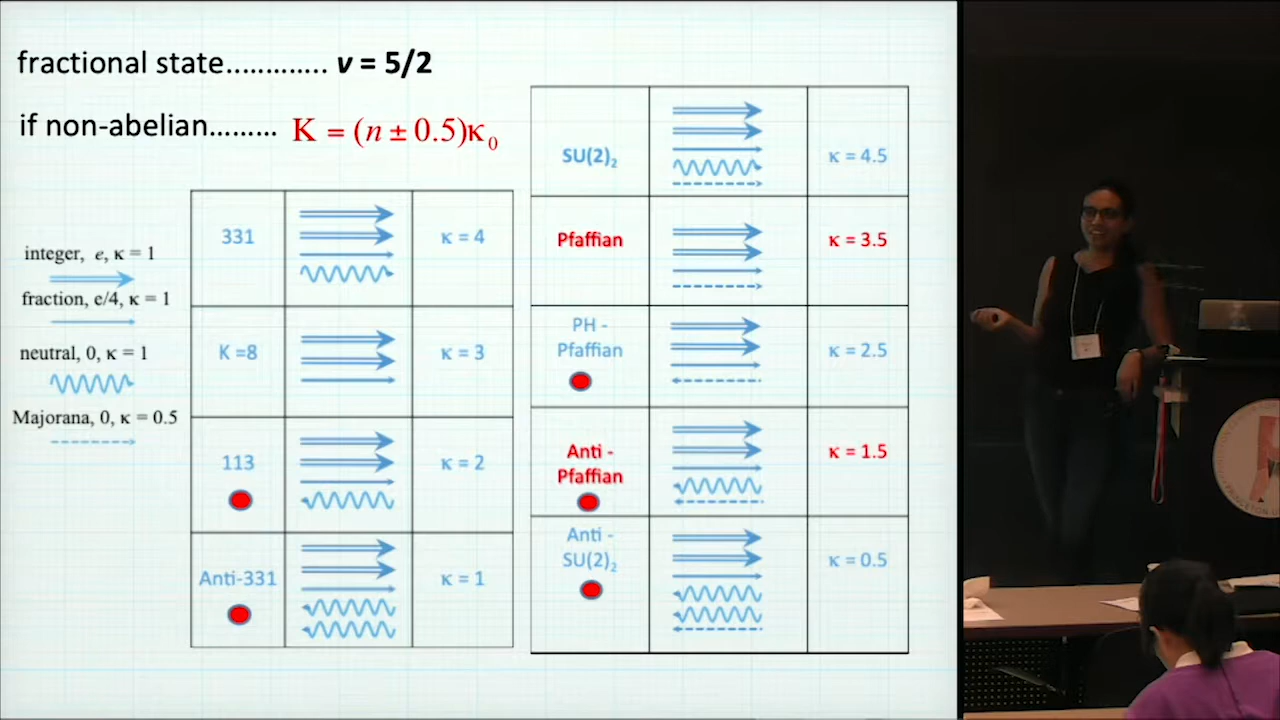 fractional state............. v = 5/2
if non-abelian......... K = (n ± 0.5)κ₀
integer, e, κ = 1
fraction, e/4, κ = 1
neutral, 0, κ = 1
Majorana, 0, κ = 0.5
331 κ = 4
K =8 κ = 3
113 κ = 2
Anti-331 κ = 1
SU(2)₂ κ = 4.5
Pfaffian κ = 3.5
PH -
Pfaffian κ = 2.5
Anti - κ = 1.5
Pfaffian
Anti -
SU(2)₂ κ = 0.5